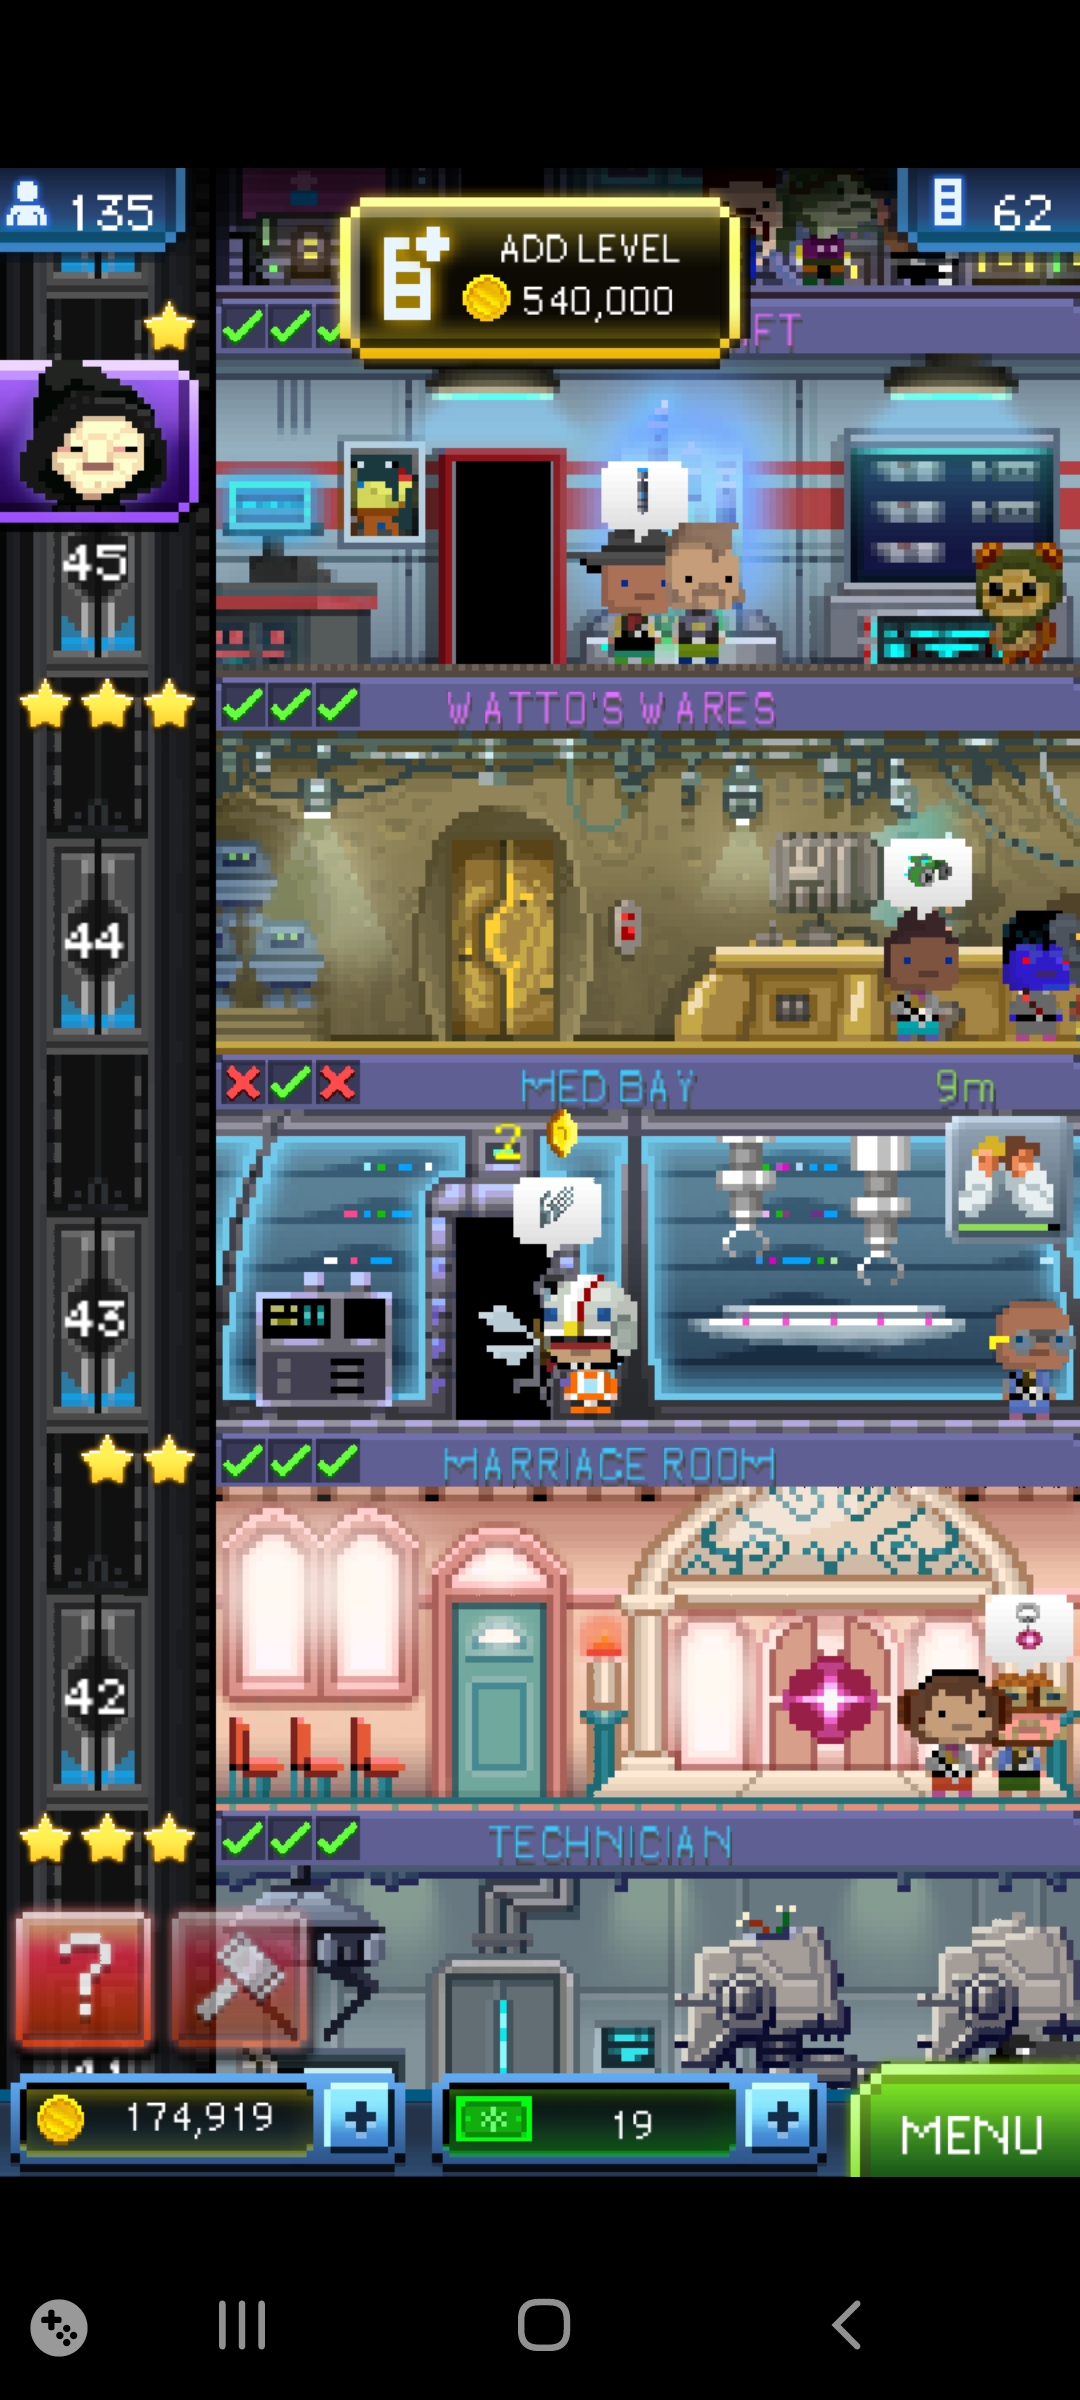 135
62
ADD LEVEL
540,000
45
WATTO'S WARES
44
MED BAY
9m
2
43
MARRIAGE ROOM
42
TECHNICIAN
?
174,919
19
MENU